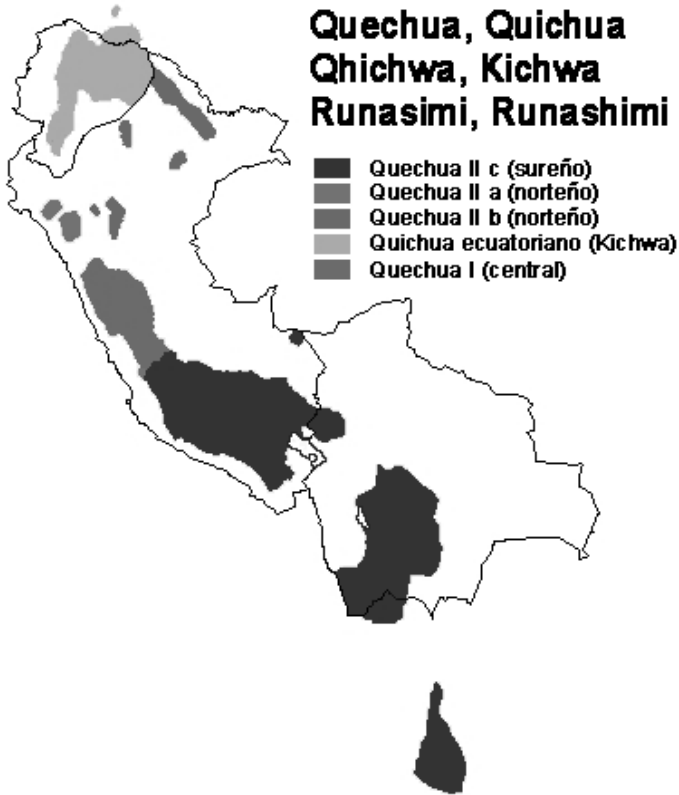 Quechua, Quichua
Qhichwa, Kichwa
Runasimi, Runashimi
Quechua II c (sureño)
Quechua II a (norteño)
Quechua II b (norteño)
Quichua ecuatoriano (Kichwa)
Quechua I (central)